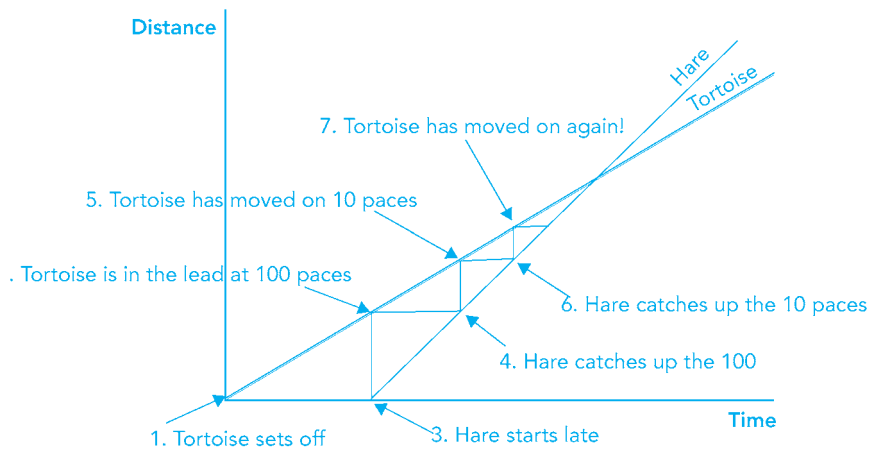 Distance
Hare
Tortoise
7. Tortoise has moved on again!
5. Tortoise has moved on 10 paces
. Tortoise is in the lead at 100 paces
6. Hare catches up the 10 paces
4. Hare catches up the 100
Time
3. Hare starts late
1. Tortoise sets off